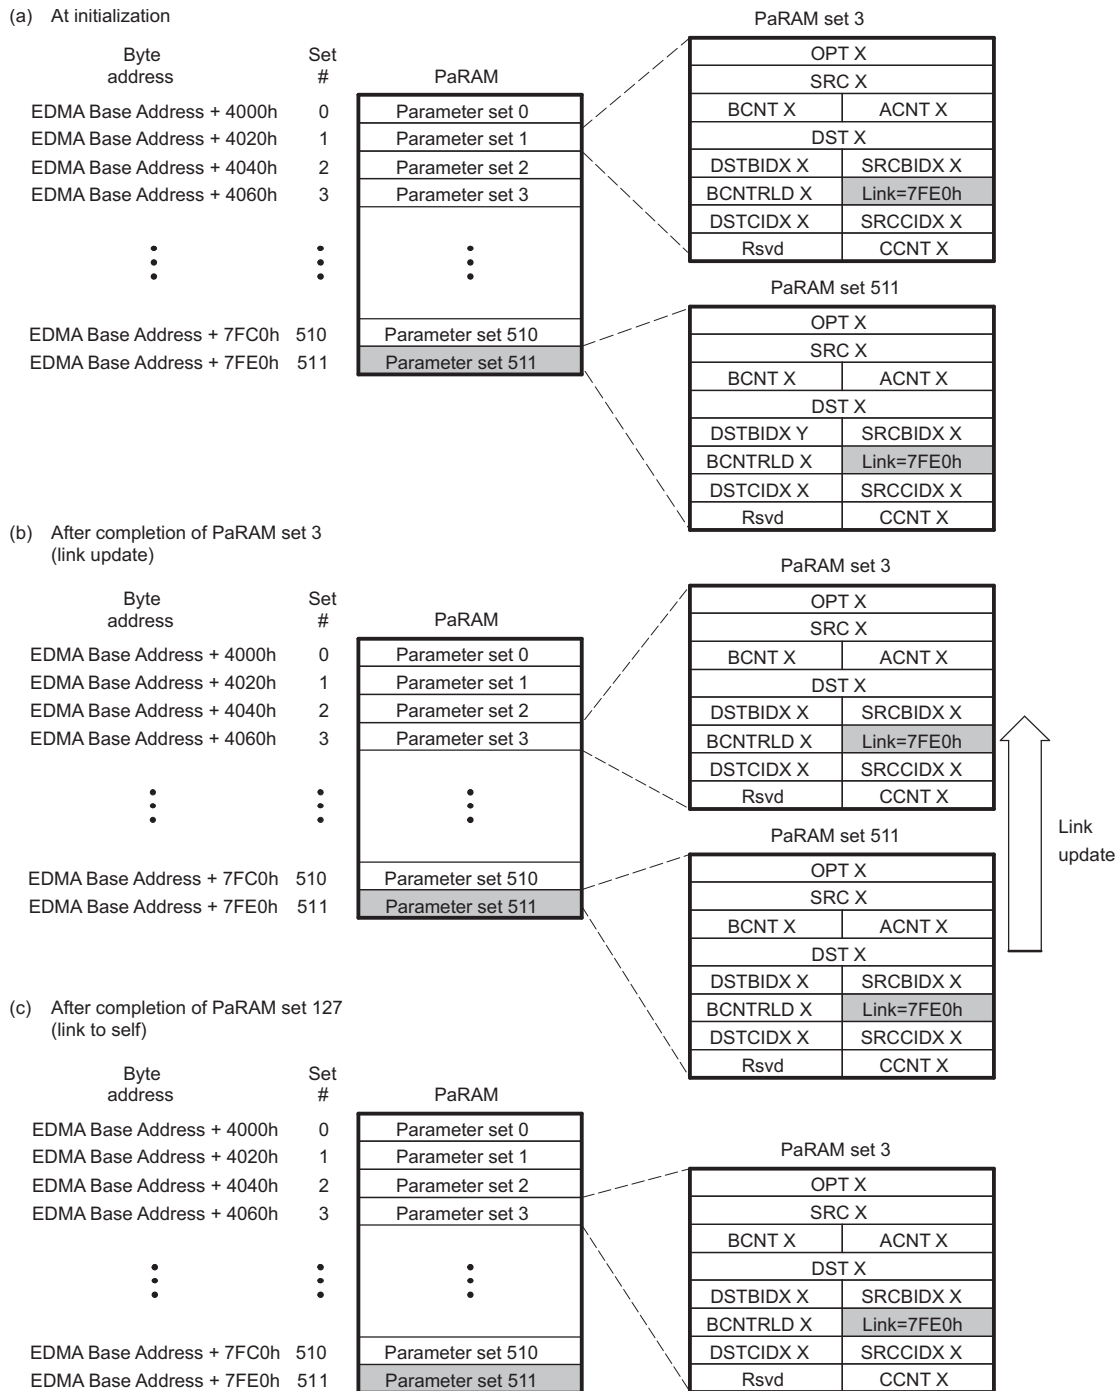 (a) At initialization
Byte address Set #
PaRAM
EDMA Base Address + 4000h 0 Parameter set 0
EDMA Base Address + 4020h 1 Parameter set 1
EDMA Base Address + 4040h 2 Parameter set 2
EDMA Base Address + 4060h 3 Parameter set 3
EDMA Base Address + 7FC0h 510 Parameter set 510
EDMA Base Address + 7FE0h 511 Parameter set 511
PaRAM set 3
OPT X
SRC X
BCNT X ACNT X
DST X
DSTBIDX X SRCBIDX X
BCNTRLD X Link=7FE0h
DSTCIDX X SRCCIDX X
Rsvd CCNT X
PaRAM set 511
OPT X
SRC X
BCNT X ACNT X
DST X
DSTBIDX Y SRCBIDX X
BCNTRLD X Link=7FE0h
DSTCIDX X SRCCIDX X
Rsvd CCNT X
(b) After completion of PaRAM set 3
(link update)
Byte address Set #
PaRAM
EDMA Base Address + 4000h 0 Parameter set 0
EDMA Base Address + 4020h 1 Parameter set 1
EDMA Base Address + 4040h 2 Parameter set 2
EDMA Base Address + 4060h 3 Parameter set 3
EDMA Base Address + 7FC0h 510 Parameter set 510
EDMA Base Address + 7FE0h 511 Parameter set 511
PaRAM set 3
OPT X
SRC X
BCNT X ACNT X
DST X
DSTBIDX X SRCBIDX X
BCNTRLD X Link=7FE0h
DSTCIDX X SRCCIDX X
Rsvd CCNT X
PaRAM set 511
OPT X
SRC X
BCNT X ACNT X
DST X
DSTBIDX X SRCBIDX X
BCNTRLD X Link=7FE0h
DSTCIDX X SRCCIDX X
Rsvd CCNT X
Link
update
(c) After completion of PaRAM set 127
(link to self)
Byte address Set #
PaRAM
EDMA Base Address + 4000h 0 Parameter set 0
EDMA Base Address + 4020h 1 Parameter set 1
EDMA Base Address + 4040h 2 Parameter set 2
EDMA Base Address + 4060h 3 Parameter set 3
EDMA Base Address + 7FC0h 510 Parameter set 510
EDMA Base Address + 7FE0h 511 Parameter set 511
PaRAM set 3
OPT X
SRC X
BCNT X ACNT X
DST X
DSTBIDX X SRCBIDX X
BCNTRLD X Link=7FE0h
DSTCIDX X SRCCIDX X
Rsvd CCNT X